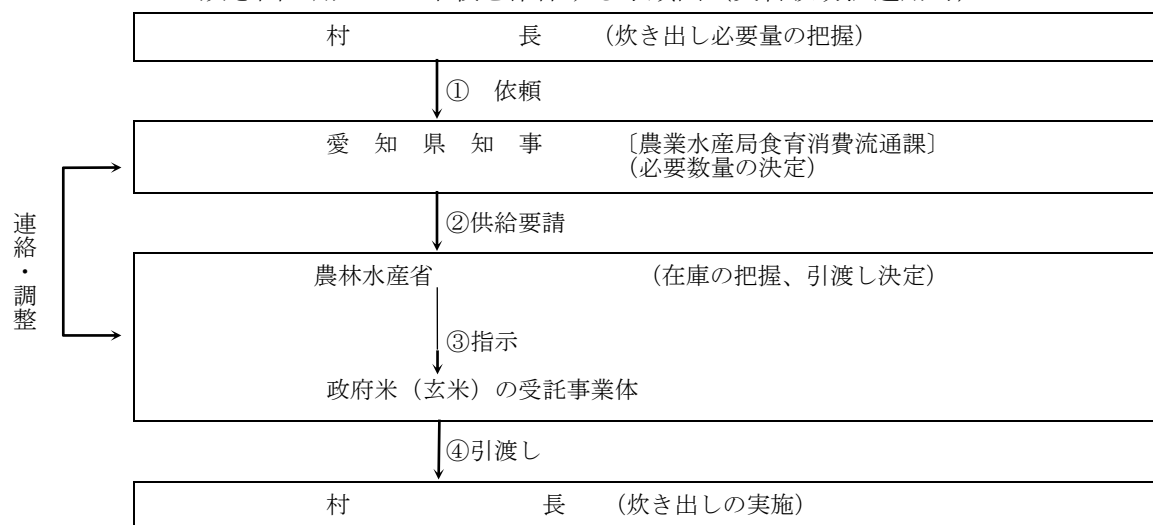 村　　　　　　　長　　（炊き出し必要量の把握）
①　依頼
愛　知　県　知　事　　　〔農業水産局食育消費流通課〕
（必要数量の決定）
②供給要請
連絡・調整
農林水産省　　　　　　　　　（在庫の把握、引渡し決定）
③指示
政府米（玄米）の受託事業体
④引渡し
村　　　　　　　　長　　（炊き出しの実施）